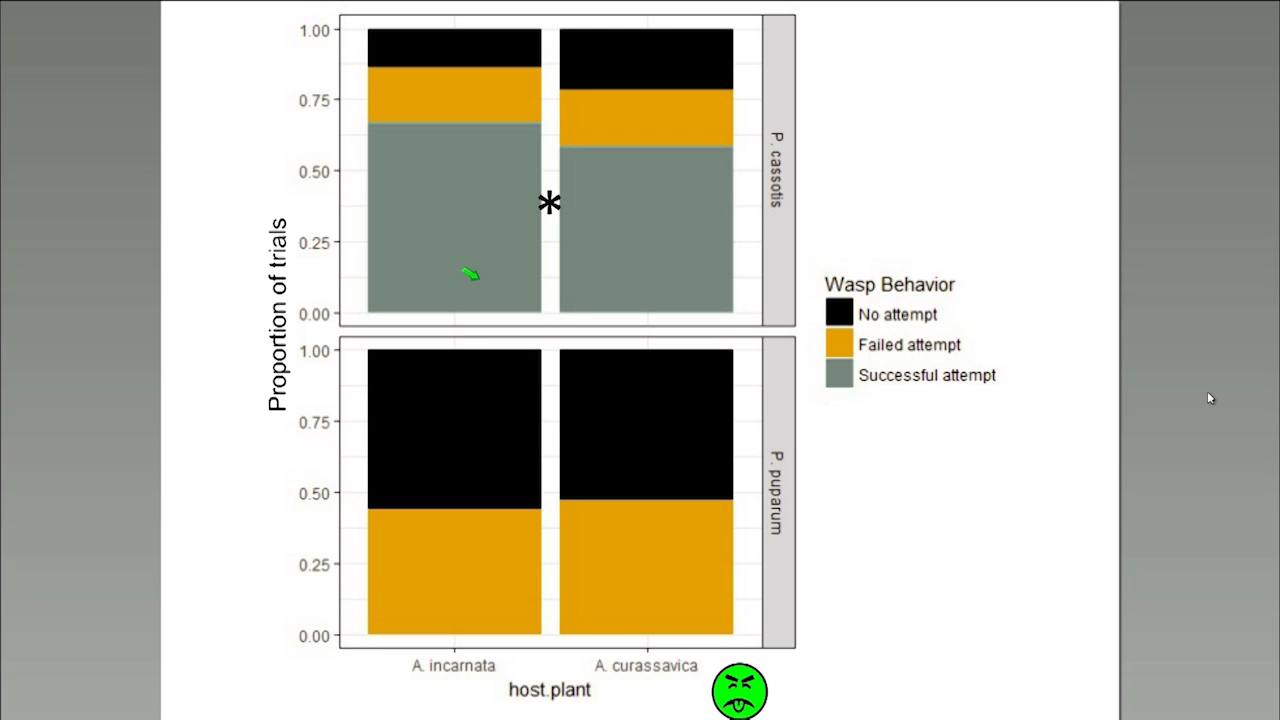 1.00
0.75
0.50
0.25
0.00
P. cassotis
*
Proportion of trials
Wasp Behavior
No attempt
Failed attempt
Successful attempt
1.00
0.75
0.50
0.25
0.00
P. puparum
A. incarnata
A. curassavica
host.plant